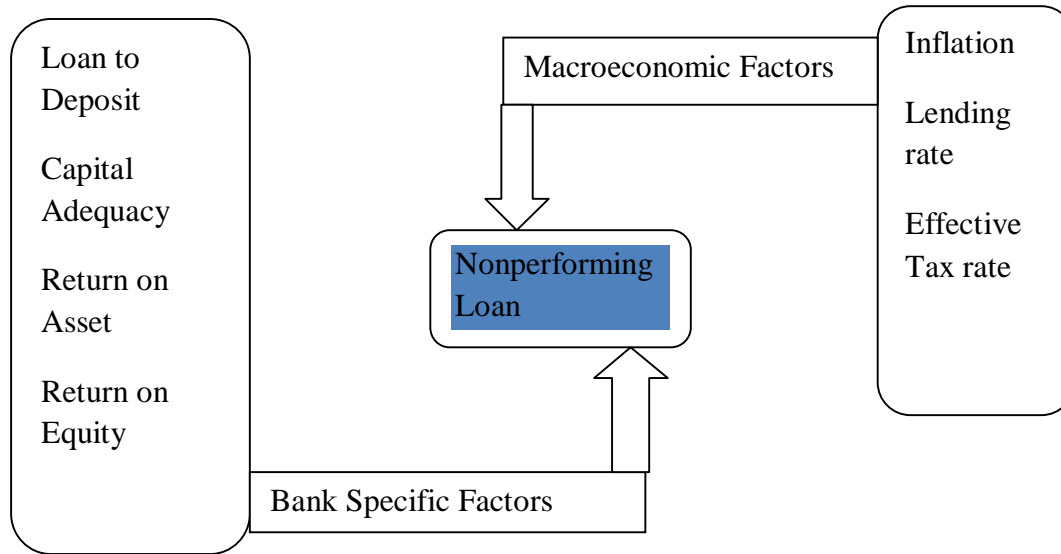 Loan to
Deposit
Capital
Adequacy
Return on
Asset
Return on
Equity
Macroeconomic Factors
Nonperforming
Loan
Bank Specific Factors
Inflation
Lending
rate
Effective
Tax rate